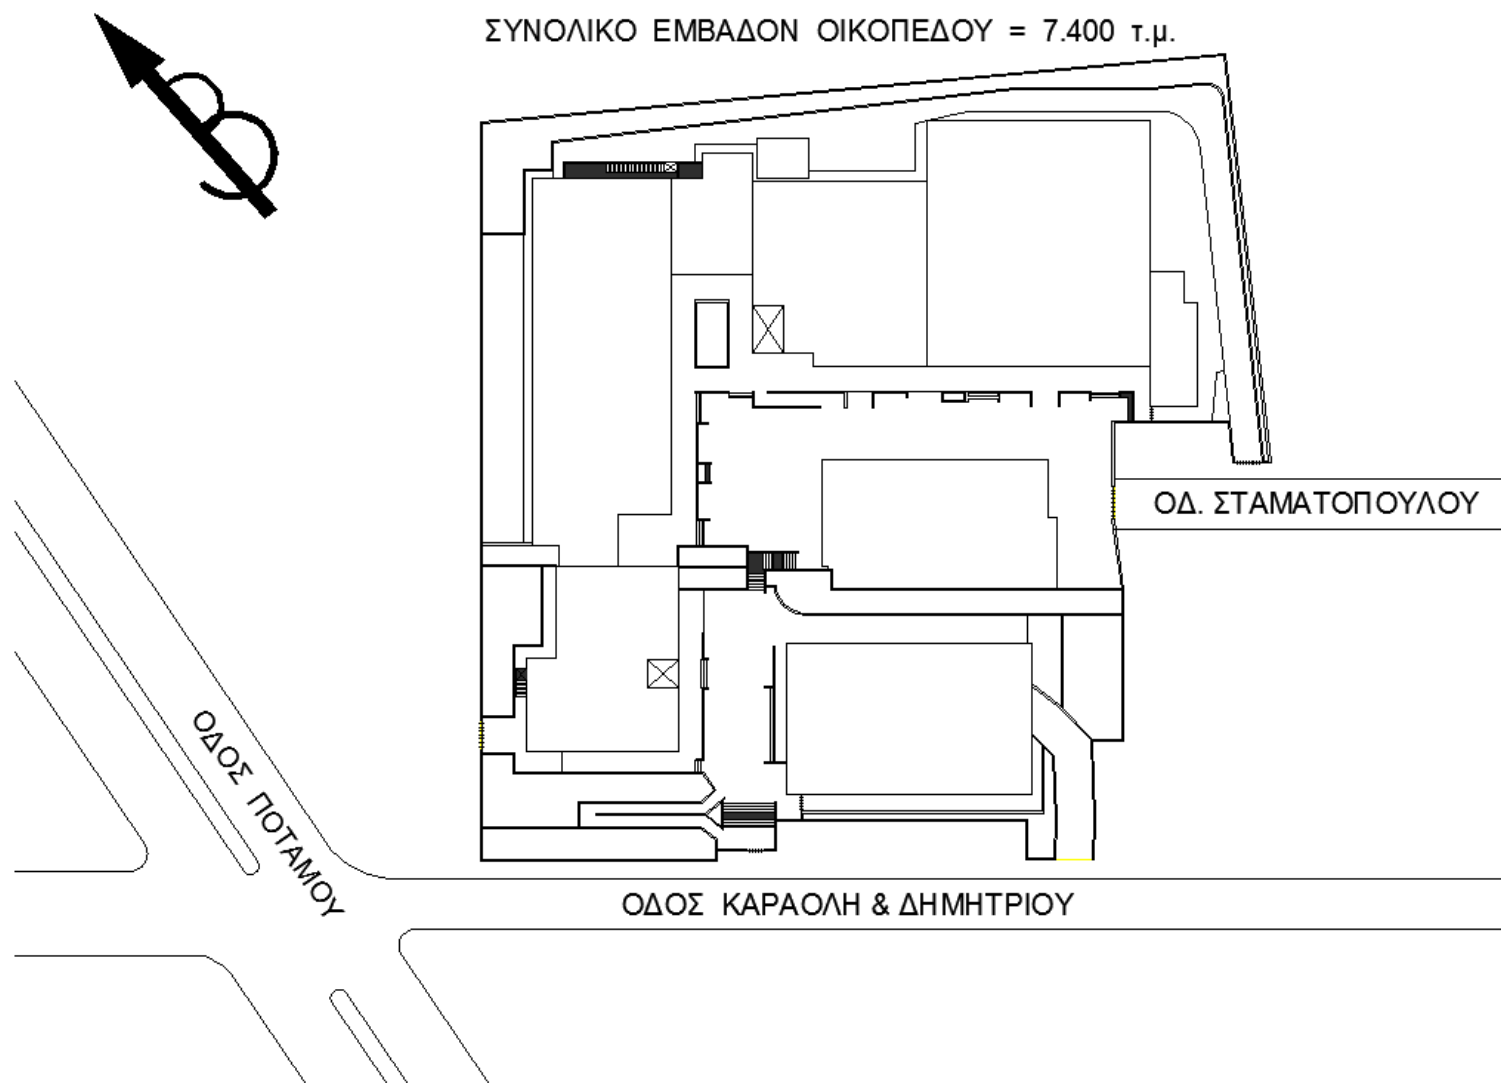 ΣΥΝΟΛΙΚΟ ΕΜΒΑΔΟΝ ΟΙΚΟΠΕΔΟΥ = 7.400 τ.μ.
Β
ΟΔ. ΣΤΑΜΑΤΟΠΟΥΛΟΥ
ΟΔΟΣ ΠΟΤΑΜΟΥ
ΟΔΟΣ ΚΑΡΑΟΛΗ & ΔΗΜΗΤΡΙΟΥ